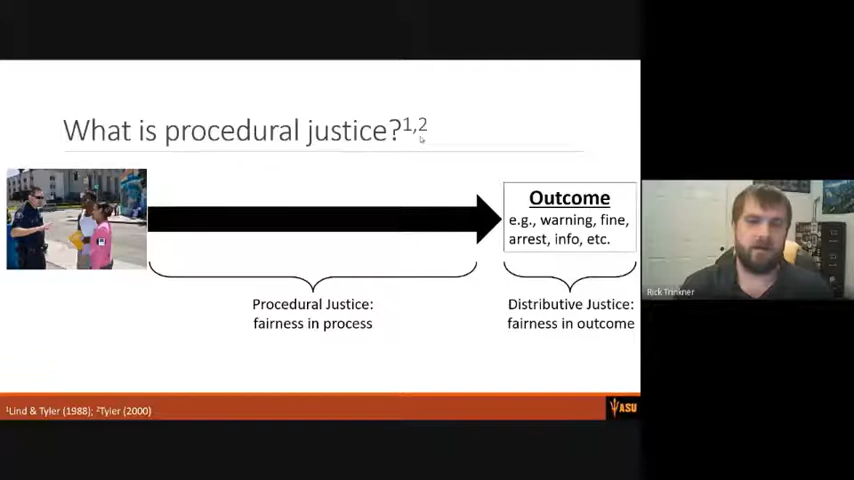 What is procedural justice?1,2
Outcome
e.g., warning, fine,
arrest, info, etc.
Procedural Justice:
fairness in process
Distributive Justice:
fairness in outcome
Rick Trinkner
1Lind & Tyler (1988); 2Tyler (2000)
ASU